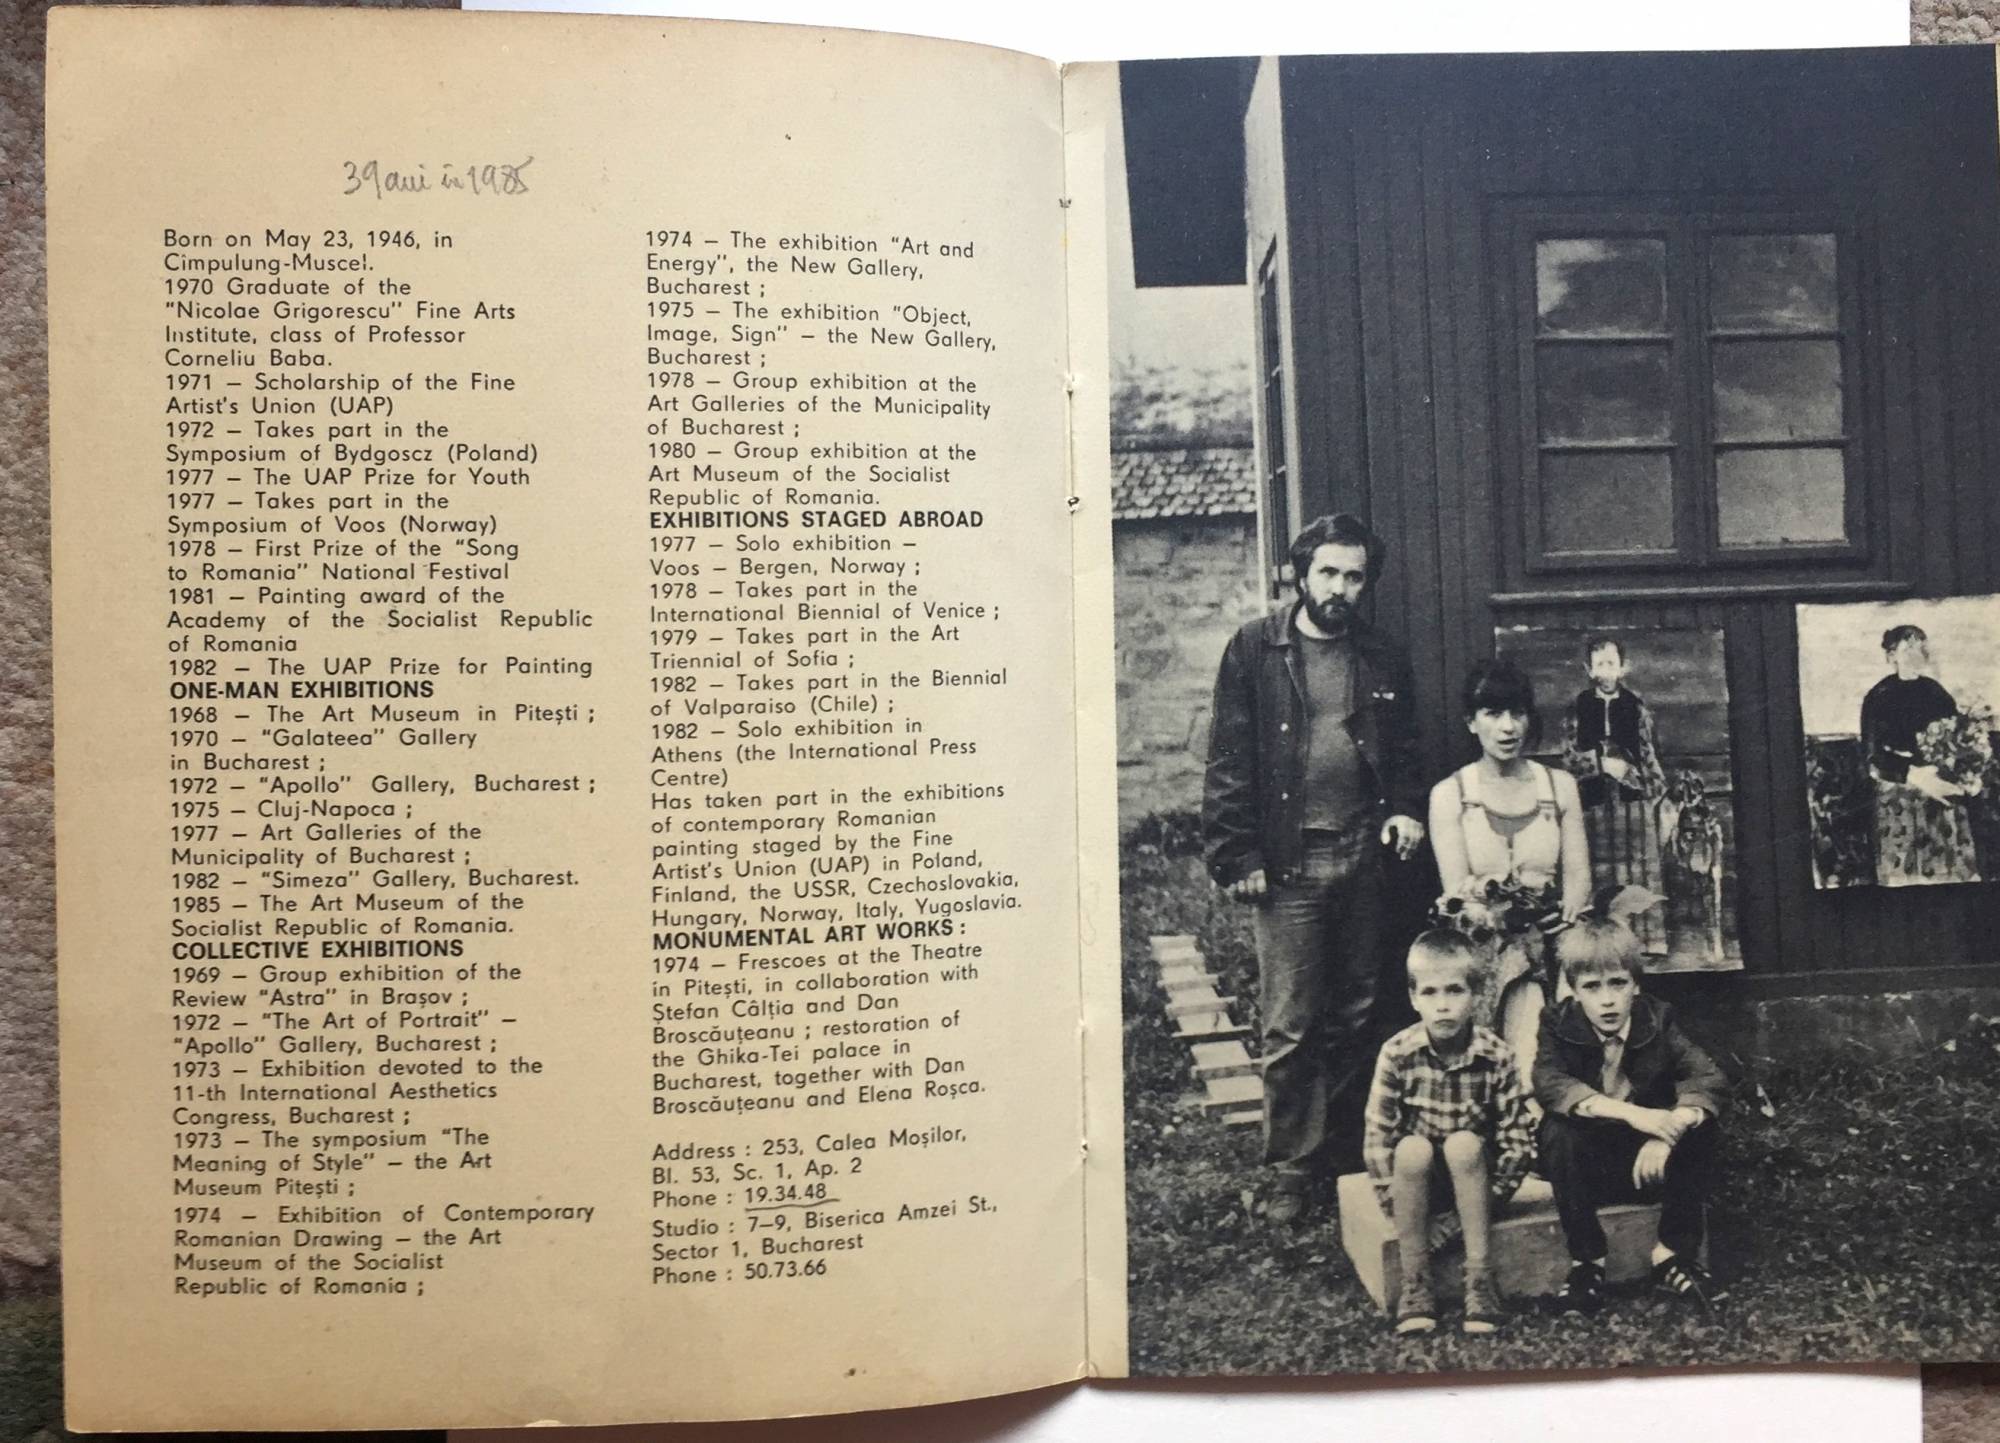 39 ani în 1985
Born on May 23, 1946, in
Cîmpulung-Muscel.
1970 Graduate of the
"Nicolae Grigorescu" Fine Arts
Institute, class of Professor
Corneliu Baba.
1971 – Scholarship of the Fine
Artist's Union (UAP)
1972 – Takes part in the
Symposium of Bydgoscz (Poland)
1977 – The UAP Prize for Youth
1977 – Takes part in the
Symposium of Voos (Norway)
1978 – First Prize of the "Song
to Romania" National Festival
1981 – Painting award of the
Academy of the Socialist Republic
of Romania
1982 – The UAP Prize for Painting
ONE-MAN EXHIBITIONS
1968 – The Art Museum in Pitești ;
1970 – "Galateea" Gallery
in Bucharest ;
1972 – "Apollo" Gallery, Bucharest ;
1975 – Cluj-Napoca ;
1977 – Art Galleries of the
Municipality of Bucharest ;
1982 – "Simeza" Gallery, Bucharest.
1985 – The Art Museum of the
Socialist Republic of Romania.
COLLECTIVE EXHIBITIONS
1969 – Group exhibition of the
Review "Astra" in Brașov ;
1972 – "The Art of Portrait" –
"Apollo" Gallery, Bucharest ;
1973 – Exhibition devoted to the
11-th International Aesthetics
Congress, Bucharest ;
1973 – The symposium "The
Meaning of Style" – the Art
Museum Pitești ;
1974 – Exhibition of Contemporary
Romanian Drawing – the Art
Museum of the Socialist
Republic of Romania ;
1974 – The exhibition "Art and
Energy", the New Gallery,
Bucharest ;
1975 – The exhibition "Object,
Image, Sign" – the New Gallery,
Bucharest ;
1978 – Group exhibition at the
Art Galleries of the Municipality
of Bucharest ;
1980 – Group exhibition at the
Art Museum of the Socialist
Republic of Romania.
EXHIBITIONS STAGED ABROAD
1977 – Solo exhibition –
Voos – Bergen, Norway ;
1978 – Takes part in the
International Biennial of Venice ;
1979 – Takes part in the Art
Triennial of Sofia ;
1982 – Takes part in the Biennial
of Valparaiso (Chile) ;
1982 – Solo exhibition in
Athens (the International Press
Centre)
Has taken part in the exhibitions
of contemporary Romanian
painting staged by the Fine
Artist's Union (UAP) in Poland,
Finland, the USSR, Czechoslovakia,
Hungary, Norway, Italy, Yugoslavia.
MONUMENTAL ART WORKS :
1974 – Frescoes at the Theatre
in Pitești, in collaboration with
Ștefan Câlția and Dan
Broscăuțeanu ; restoration of
the Ghika-Tei palace in
Bucharest, together with Dan
Broscăuțeanu and Elena Roșca.
Address : 253, Calea Moșilor,
Bl. 53, Sc. 1, Ap. 2
Phone : 19.34.48
Studio : 7–9, Biserica Amzei St.,
Sector 1, Bucharest
Phone : 50.73.66